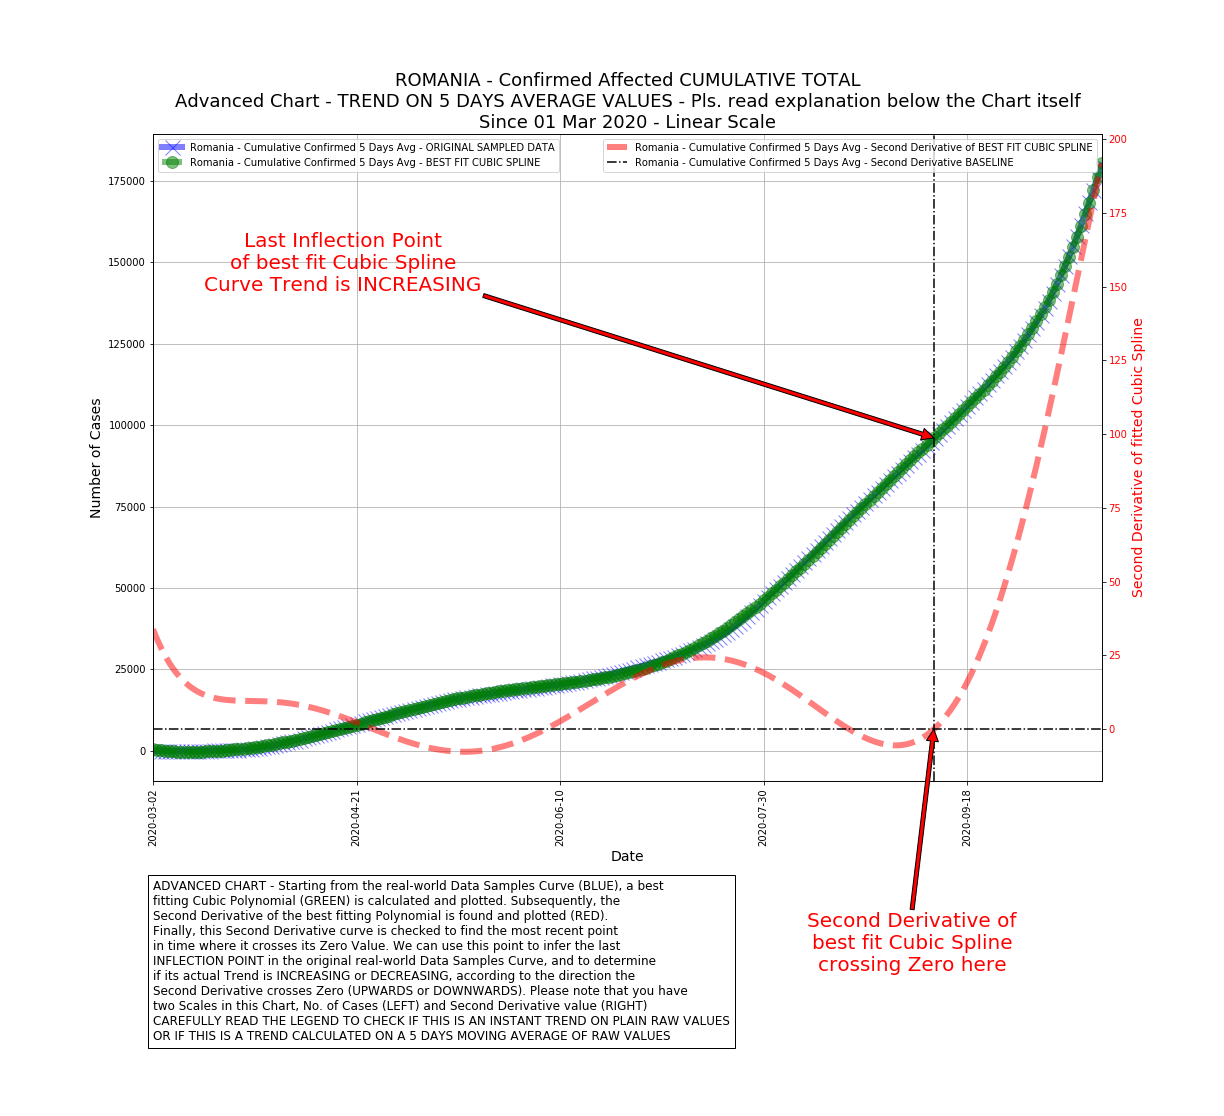 ROMANIA - Confirmed Affected CUMULATIVE TOTAL
Advanced Chart - TREND ON 5 DAYS AVERAGE VALUES - Pls. read explanation below the Chart itself
Since 01 Mar 2020 - Linear Scale
Romania - Cumulative Confirmed 5 Days Avg - ORIGINAL SAMPLED DATA
Romania - Cumulative Confirmed 5 Days Avg - BEST FIT CUBIC SPLINE
Romania - Cumulative Confirmed 5 Days Avg - Second Derivative of BEST FIT CUBIC SPLINE
Romania - Cumulative Confirmed 5 Days Avg - Second Derivative BASELINE
Last Inflection Point
of best fit Cubic Spline
Curve Trend is INCREASING
Number of Cases
175000
150000
125000
100000
75000
50000
25000
0
200
175
150
125
100
75
50
25
0
Second Derivative of fitted Cubic Spline
2020-03-02
2020-04-21
2020-06-10
2020-07-30
2020-09-18
Date
Second Derivative of
best fit Cubic Spline
crossing Zero here
ADVANCED CHART - Starting from the real-world Data Samples Curve (BLUE), a best
fitting Cubic Polynomial (GREEN) is calculated and plotted. Subsequently, the
Second Derivative of the best fitting Polynomial is found and plotted (RED).
Finally, this Second Derivative curve is checked to find the most recent point
in time where it crosses its Zero Value. We can use this point to infer the last
INFLECTION POINT in the original real-world Data Samples Curve, and to determine
if its actual Trend is INCREASING or DECREASING, according to the direction the
Second Derivative crosses Zero (UPWARDS or DOWNWARDS). Please note that you have
two Scales in this Chart, No. of Cases (LEFT) and Second Derivative value (RIGHT)
CAREFULLY READ THE LEGEND TO CHECK IF THIS IS AN INSTANT TREND ON PLAIN RAW VALUES
OR IF THIS IS A TREND CALCULATED ON A 5 DAYS MOVING AVERAGE OF RAW VALUES